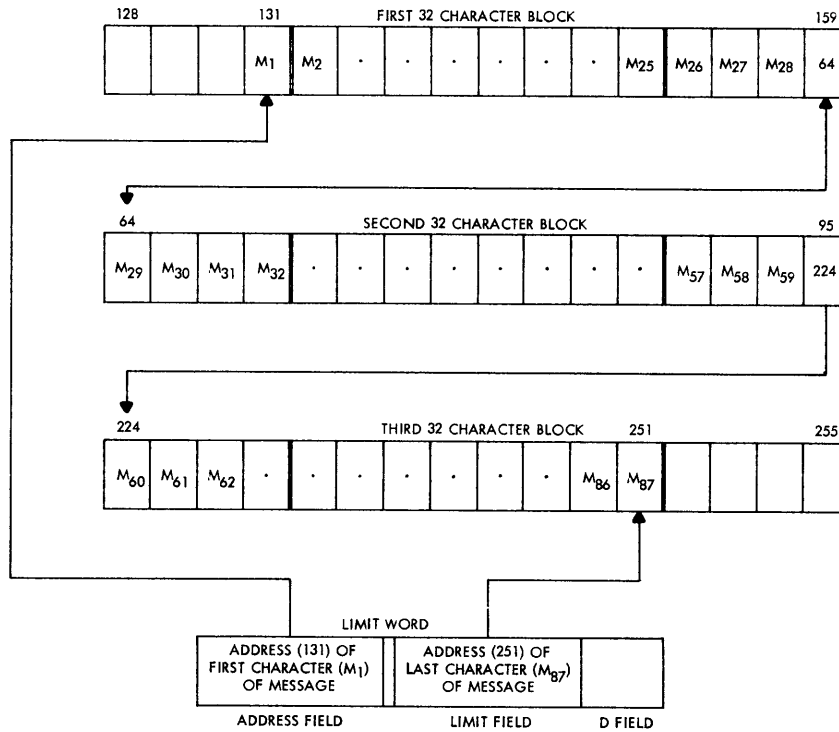 FIRST 32 CHARACTER BLOCK
128 131 159
M₁ M₂ · · · · · · M₂₅ M₂₆ M₂₇ M₂₈ 64
SECOND 32 CHARACTER BLOCK
64 95
M₂₉ M₃₀ M₃₁ M₃₂ · · · · · · · · M₅₇ M₅₈ M₅₉ 224
THIRD 32 CHARACTER BLOCK
224 251 255
M₆₀ M₆₁ M₆₂ · · · · · · · M₈₆ M₈₇
LIMIT WORD
ADDRESS (131) OF
FIRST CHARACTER (M₁)
OF MESSAGE
ADDRESS (251) OF
LAST CHARACTER (M₈₇)
OF MESSAGE
ADDRESS FIELD LIMIT FIELD D FIELD